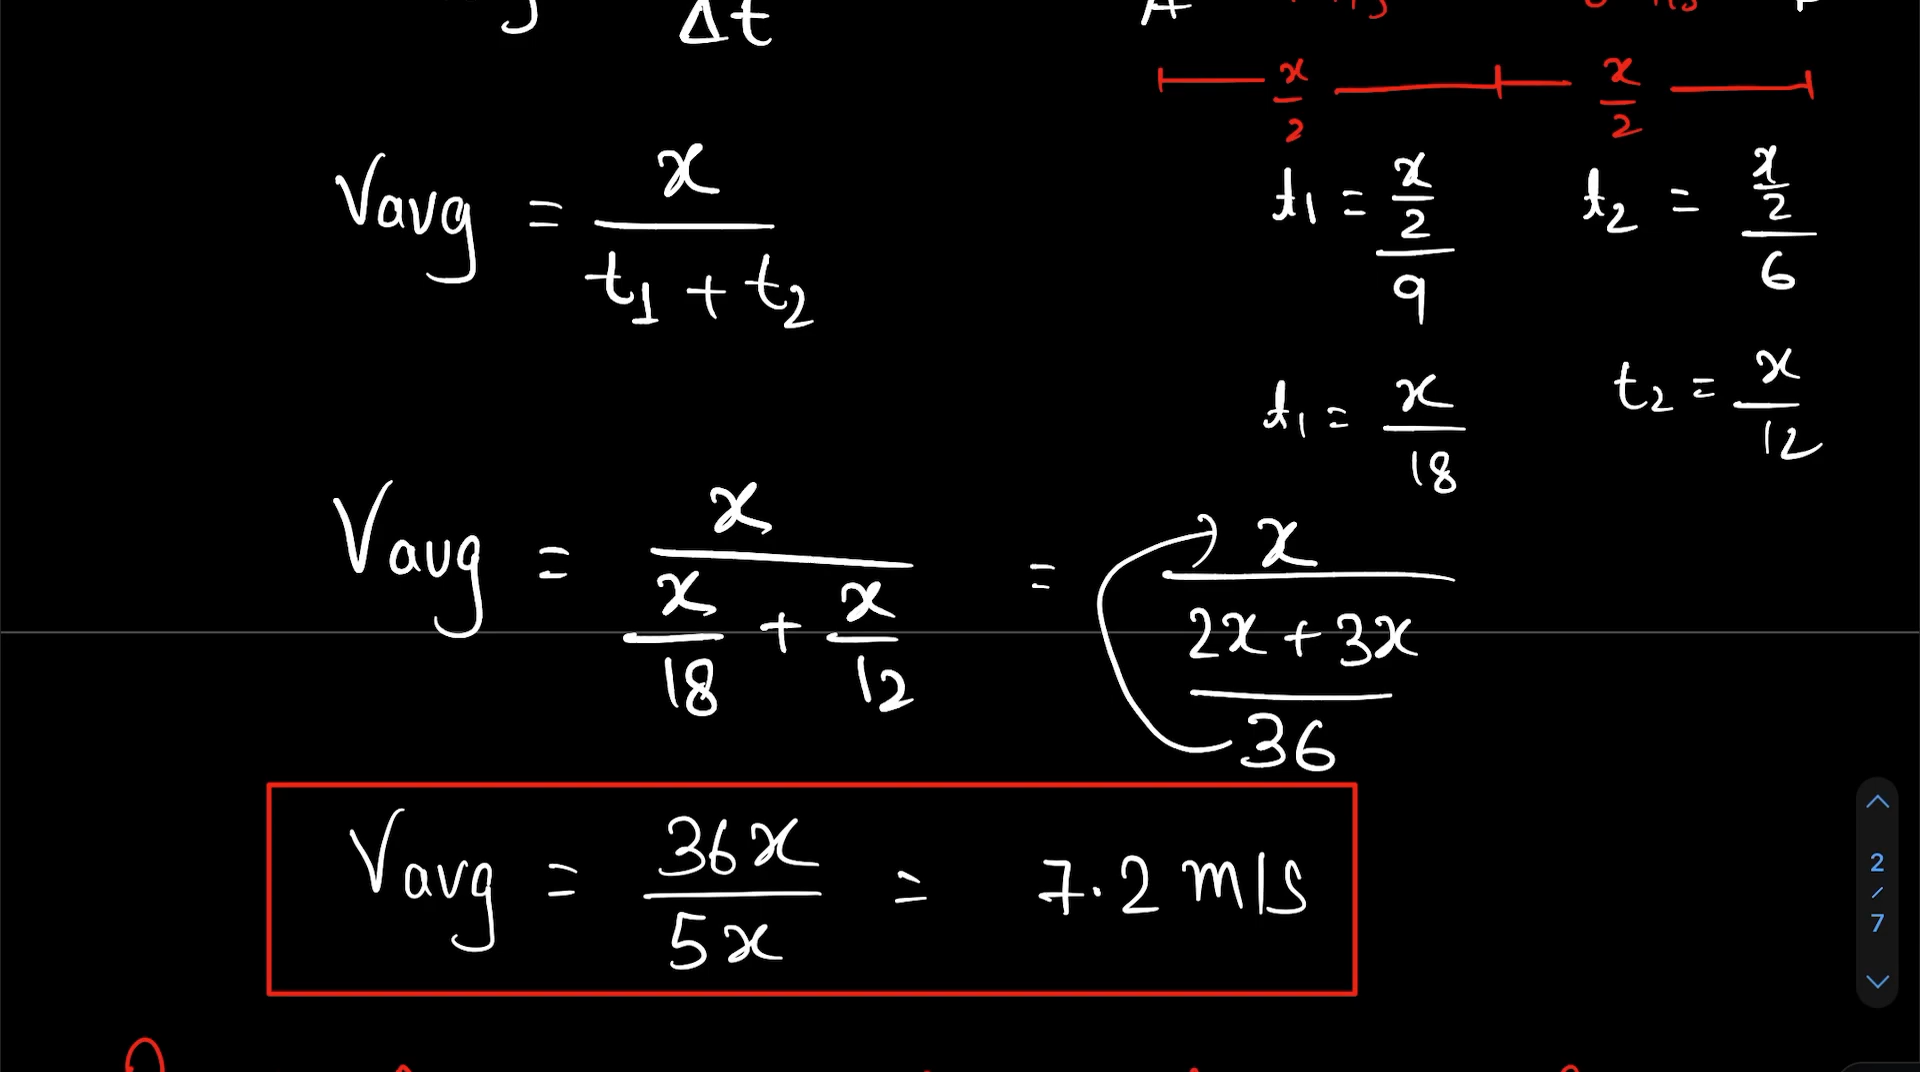 Δt
x/2 x/2
Vavg = x/(t1 + t2)
t1 = (x/2)/9 t2 = (x/2)/6
t1 = x/18 t2 = x/12
Vavg = x/(x/18 + x/12) = x/((2x + 3x)/36)
Vavg = 36x/5x = 7.2 m/s
2
/
7